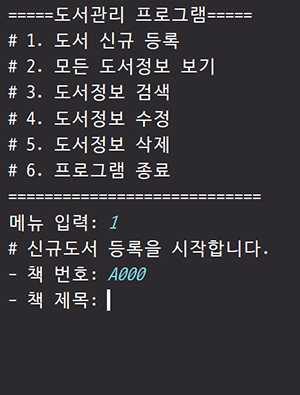 =====도서관리 프로그램=====
# 1. 도서 신규 등록
# 2. 모든 도서정보 보기
# 3. 도서정보 검색
# 4. 도서정보 수정
# 5. 도서정보 삭제
# 6. 프로그램 종료
============================
메뉴 입력: 1
# 신규도서 등록을 시작합니다.
- 책 번호: A000
- 책 제목: